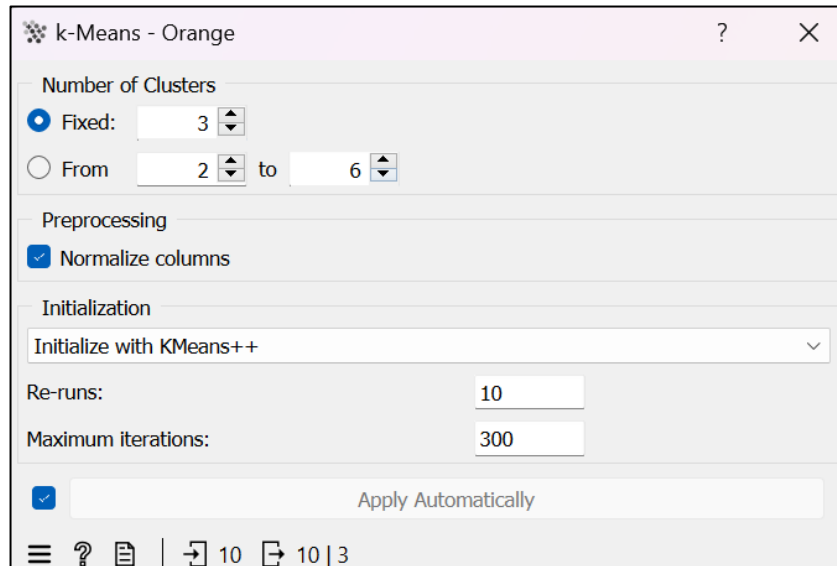 k-Means - Orange ?
Number of Clusters
Fixed: 3
From 2 to 6
Preprocessing
Normalize columns
Initialization
Initialize with KMeans++
Re-runs: 10
Maximum iterations: 300
Apply Automatically
? 10 10 | 3